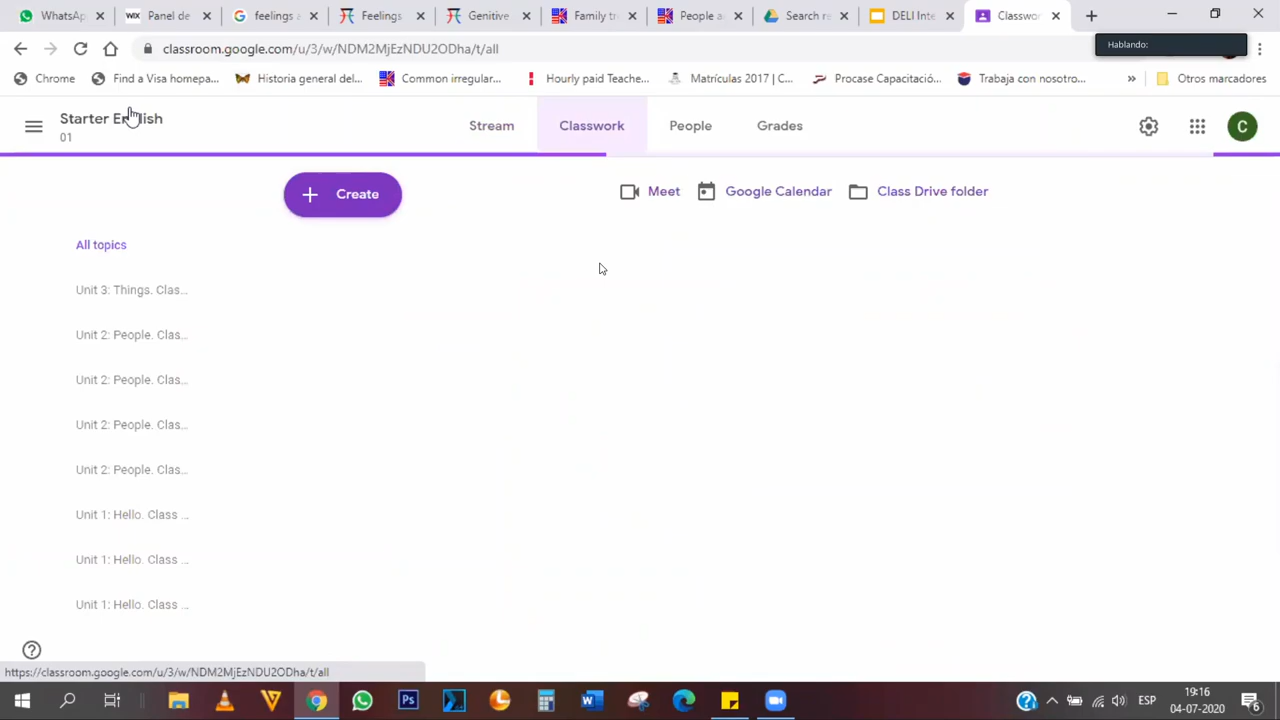 WhatsA
Panel de
feelings a
Feelings
Genitive
Family tr
People
Search re
DELI Inte
Classwo
classroom.google.com/u/3/w/NDM2MjEzNDU2ODha/t/all
Hablando:
Chrome
Find a Visa homepa...
Historia general del...
Common irregular...
Hourly paid Teache...
Matrículas 2017 | C...
Procase Capacitació...
Trabaja con nosotro...
»
Otros marcadores
Starter English
01
Stream
Classwork
People
Grades
C
+ Create
Meet
Google Calendar
Class Drive folder
All topics
Unit 3: Things. Clas...
Unit 2: People. Clas...
Unit 2: People. Clas...
Unit 2: People. Clas...
Unit 2: People. Clas...
Unit 1: Hello. Class ...
Unit 1: Hello. Class ...
Unit 1: Hello. Class ...
https://classroom.google.com/u/3/w/NDM2MjEzNDU2ODha/t/all
ESP
19:16
04-07-2020
6